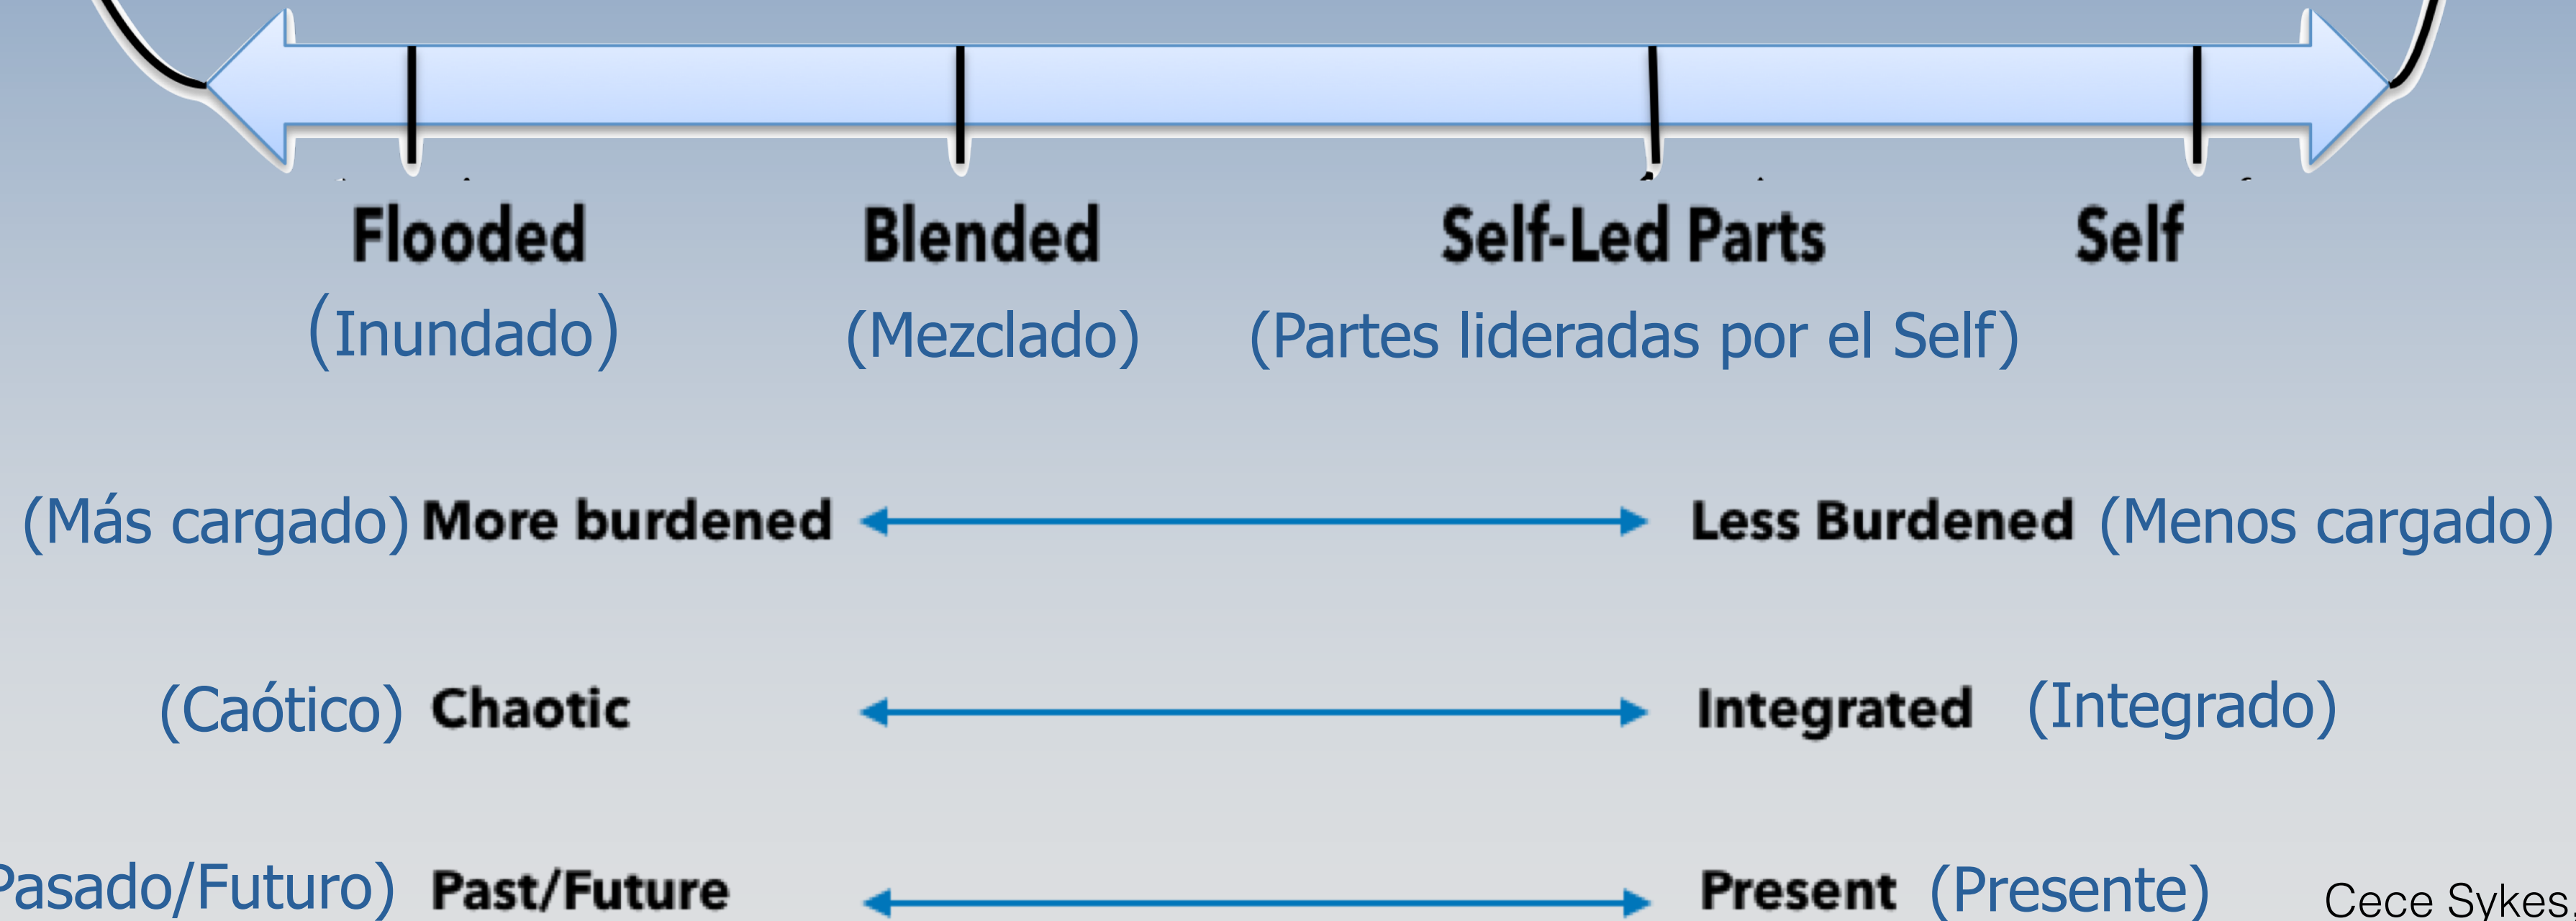 Flooded Blended Self-Led Parts Self
(Inundado) (Mezclado) (Partes lideradas por el Self)
(Más cargado) More burdened Less Burdened (Menos cargado)
(Caótico) Chaotic Integrated (Integrado)
Pasado/Futuro) Past/Future Present (Presente)
Cece Sykes